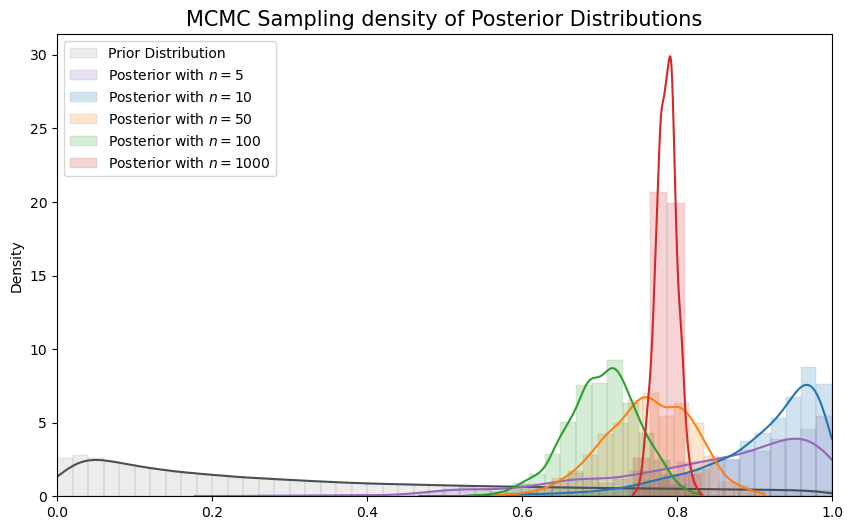 MCMC Sampling density of Posterior Distributions
Prior Distribution
Posterior with n = 5
Posterior with n = 10
Posterior with n = 50
Posterior with n = 100
Posterior with n = 1000
Density
30
25
20
15
10
5
0
0.0 0.2 0.4 0.6 0.8 1.0